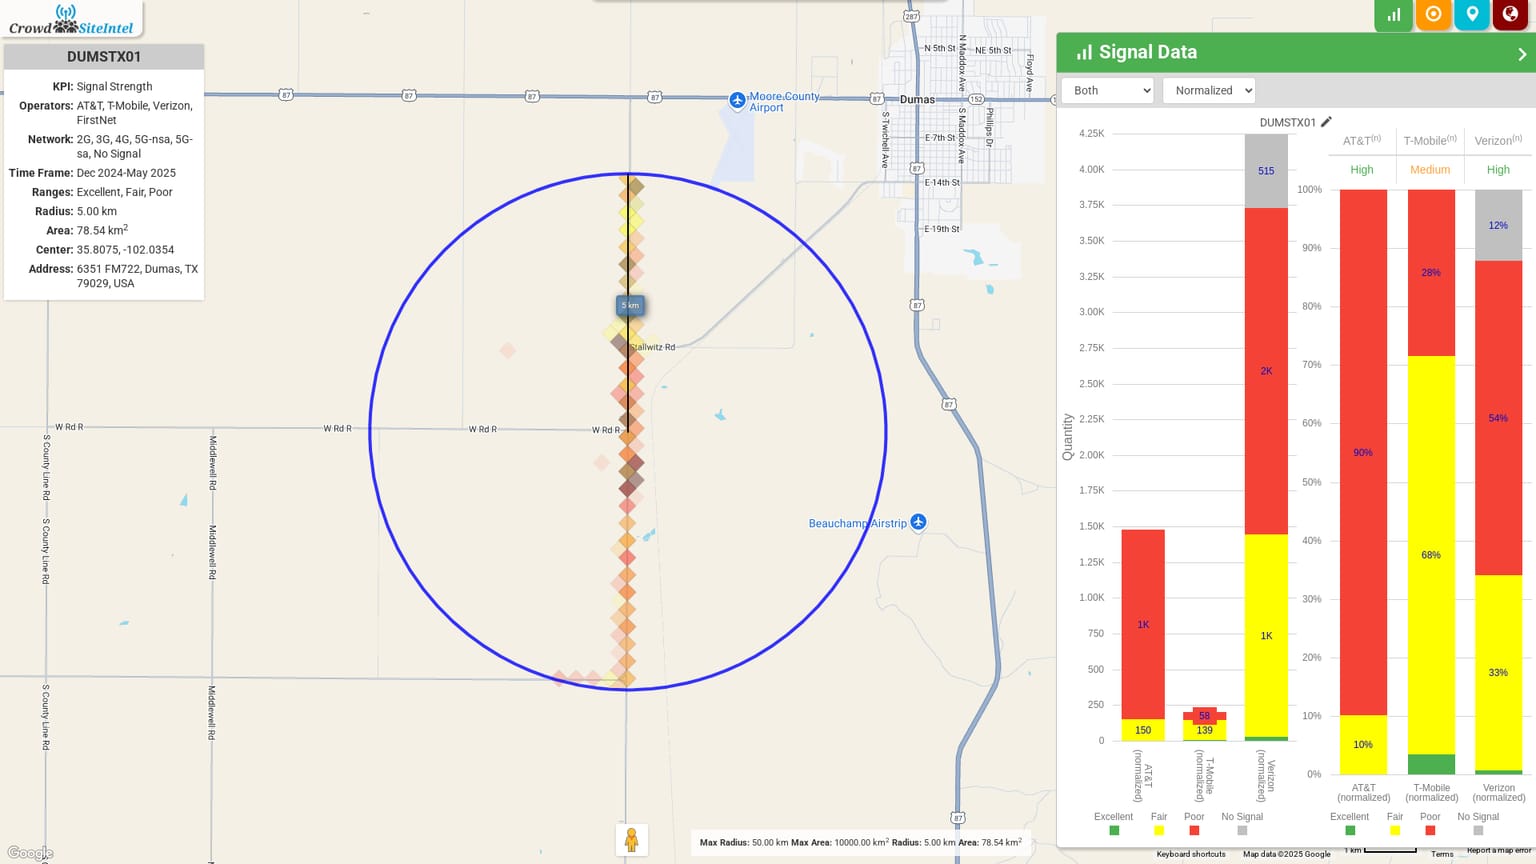 Crowd SiteIntel
DUMSTX01
KPI: Signal Strength
Operators: AT&T, T-Mobile, Verizon,
FirstNet
Network: 2G, 3G, 4G, 5G-nsa, 5G-
sa, No Signal
Time Frame: Dec 2024-May 2025
Ranges: Excellent, Fair, Poor
Radius: 5.00 km
Area: 78.54 km²
Center: 35.8075, -102.0354
Address: 6351 FM722, Dumas, TX
79029, USA
287
N 5th St
NE 5th St
N Maddox Ave
Floyd Ave
87
87
87
87
Moore County
Airport
87
Dumas
152
S Twichell Ave
S Maddox Ave
Phillips Dr
E 7th St
87
E 14th St
E 19th St
87
5 km
Stallwitz Rd
87
W Rd R
W Rd R
W Rd R
W Rd R
S County Line Rd
Middlewell Rd
S County Line Rd
Middlewell Rd
Beauchamp Airstrip
S County Line Rd
Middlewell Rd
87
Google
Max Radius: 50.00 km Max Area: 10000.00 km² Radius: 5.00 km Area: 78.54 km²
Signal Data
Both
Normalized
DUMSTX01
Quantity
4.25K
4.00K
3.75K
3.50K
3.25K
3.00K
2.75K
2.50K
2.25K
2.00K
1.75K
1.50K
1.25K
1.00K
750
500
250
0
1K
150
58
139
515
2K
1K
AT&T
(normalized)
T-Mobile
(normalized)
Verizon
(normalized)
Excellent
Fair
Poor
No Signal
AT&T(n)
T-Mobile(n)
Verizon(n)
High
Medium
High
100%
90%
80%
70%
60%
50%
40%
30%
20%
10%
0%
90%
10%
28%
68%
12%
54%
33%
AT&T
(normalized)
T-Mobile
(normalized)
Verizon
(normalized)
Excellent
Fair
Poor
No Signal
Keyboard shortcuts
Map data ©2025 Google
1 km
Terms
Report a map error